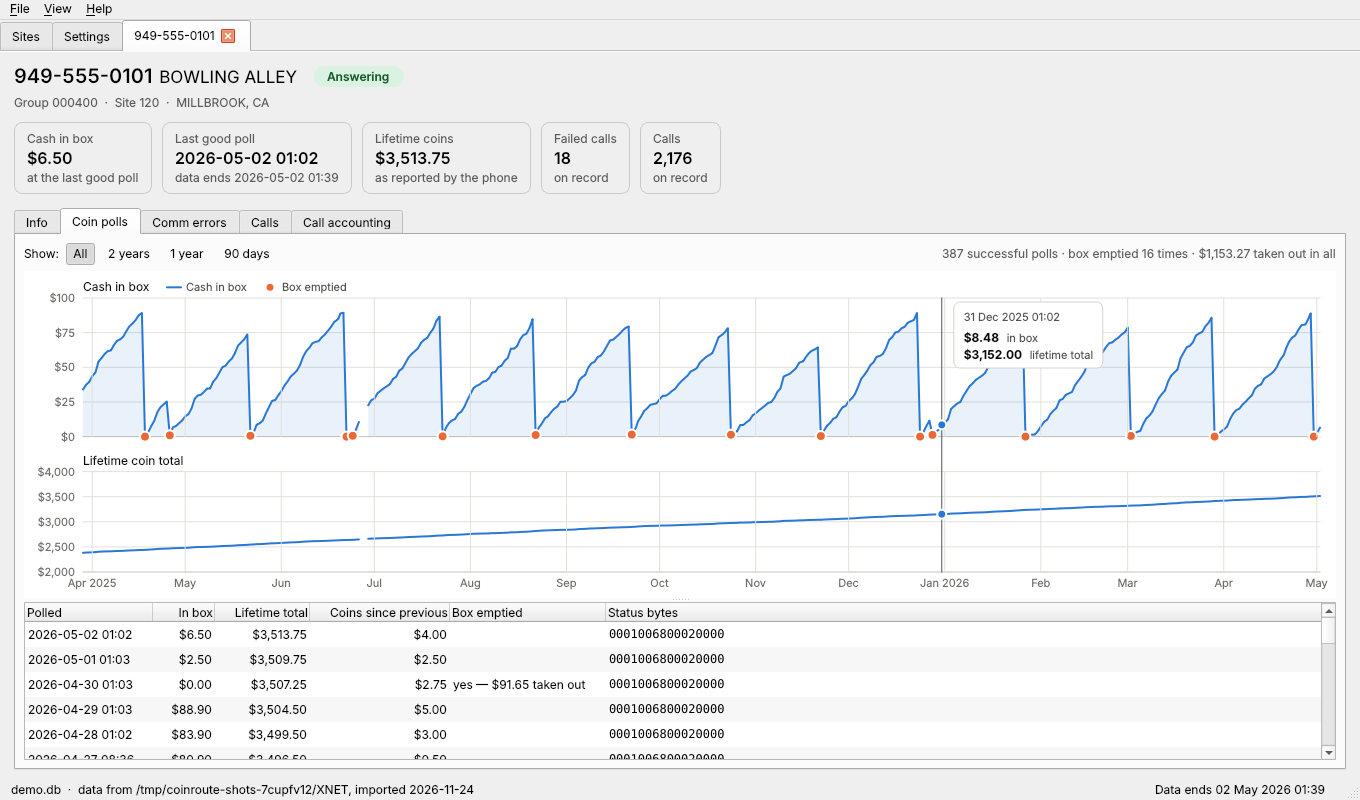 File View Help
Sites Settings 949-555-0101
949-555-0101 BOWLING ALLEY Answering
Group 000400 · Site 120 · MILLBROOK, CA
Cash in box Last good poll Lifetime coins Failed calls Calls
$6.50 2026-05-02 01:02 $3,513.75 18 2,176
at the last good poll data ends 2026-05-02 01:39 as reported by the phone on record on record
Info Coin polls Comm errors Calls Call accounting
Show: All 2 years 1 year 90 days 387 successful polls · box emptied 16 times · $1,153.27 taken out in all
Cash in box Cash in box Box emptied
$100
$75
$50
$25
$0
31 Dec 2025 01:02
$8.48 in box
$3,152.00 lifetime total
Lifetime coin total
$4,000
$3,500
$3,000
$2,500
$2,000
Apr 2025 May Jun Jul Aug Sep Oct Nov Dec Jan 2026 Feb Mar Apr May
Polled In box Lifetime total Coins since previous Box emptied Status bytes
2026-05-02 01:02 $6.50 $3,513.75 $4.00 0001006800020000
2026-05-01 01:03 $2.50 $3,509.75 $2.50 0001006800020000
2026-04-30 01:03 $0.00 $3,507.25 $2.75 yes — $91.65 taken out 0001006800020000
2026-04-29 01:03 $88.90 $3,504.50 $5.00 0001006800020000
2026-04-28 01:02 $83.90 $3,499.50 $3.00 0001006800020000
demo.db · data from /tmp/coinroute-shots-7cupfv12/XNET, imported 2026-11-24 Data ends 02 May 2026 01:39